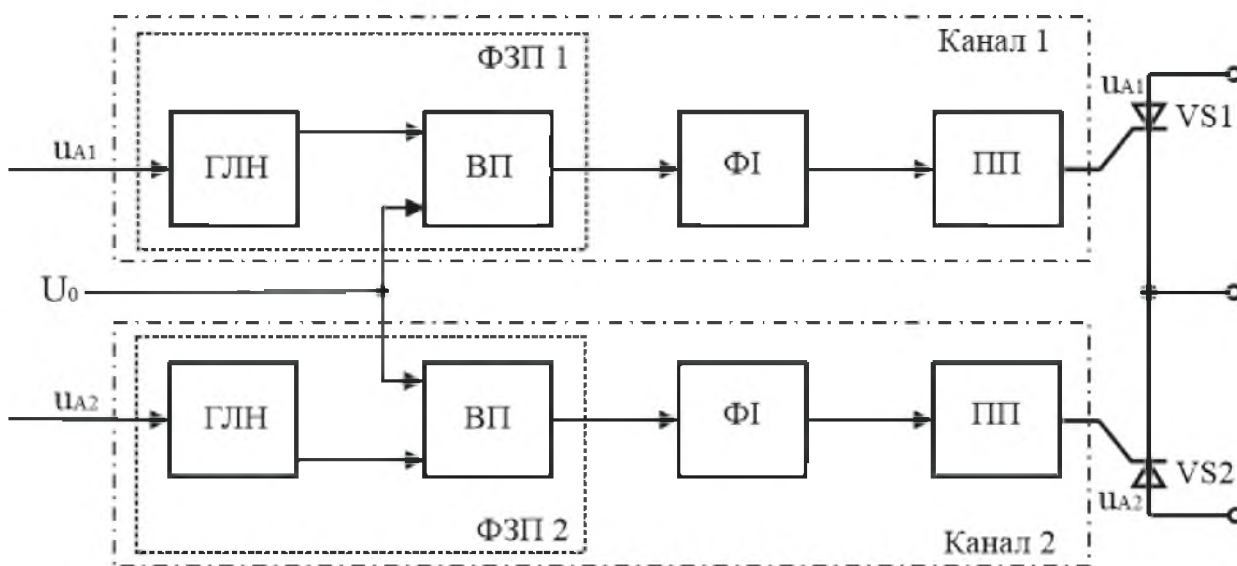 Канал 1
ФЗП 1
uA1
ГЛН
ВП
ФІ
ПП
uA1
VS1
U0
uA2
ГЛН
ВП
ФІ
ПП
VS2
uA2
ФЗП 2
Канал 2